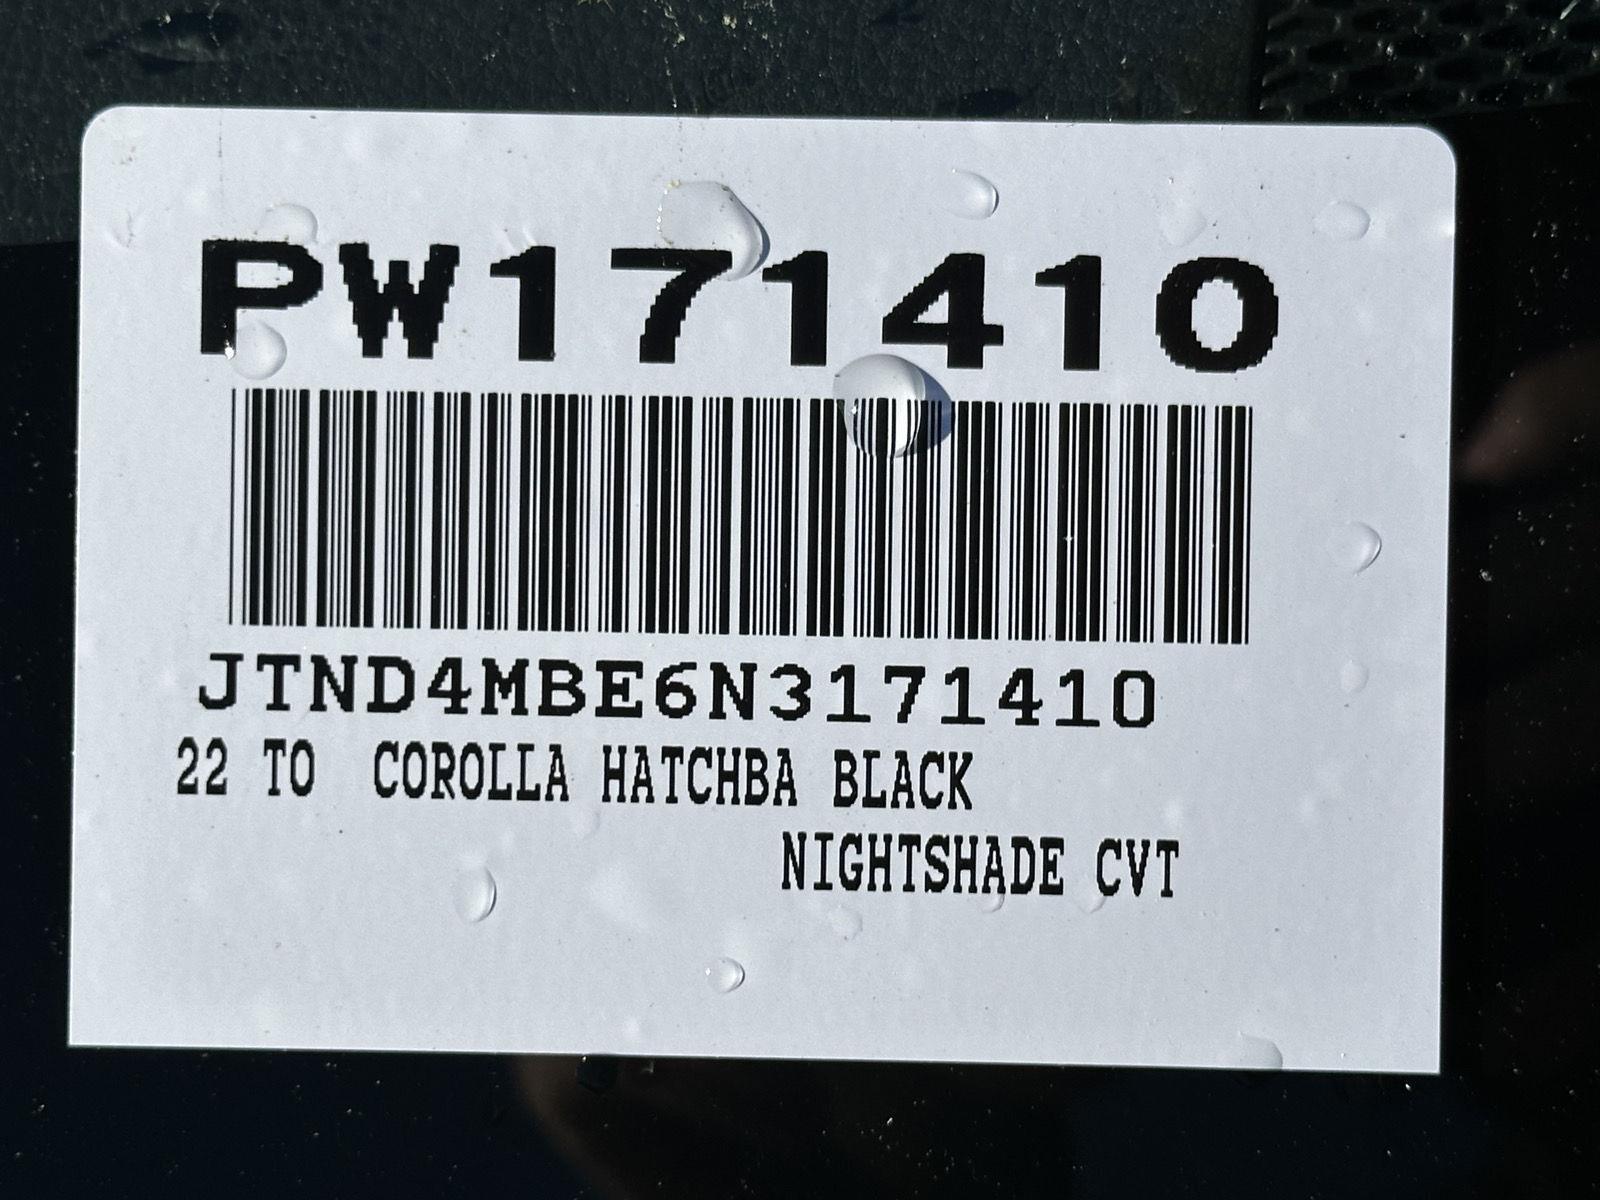 PW171410
JTND4MBE6N3171410
22 TO COROLLA HATCHBA BLACK
NIGHTSHADE CVT